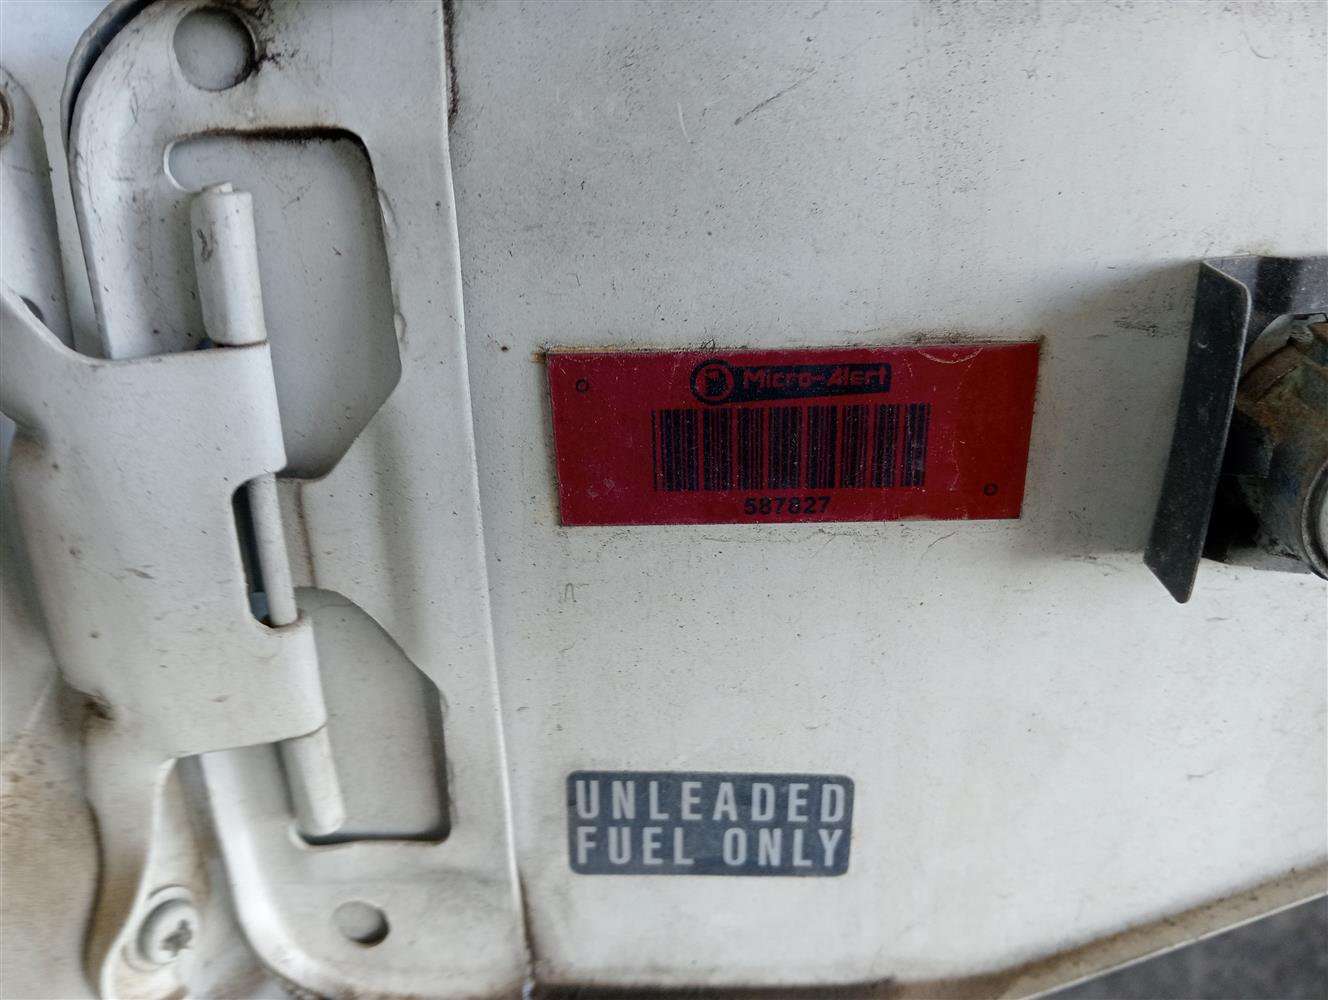 Micro-Alert
587827
UNLEADED
FUEL ONLY